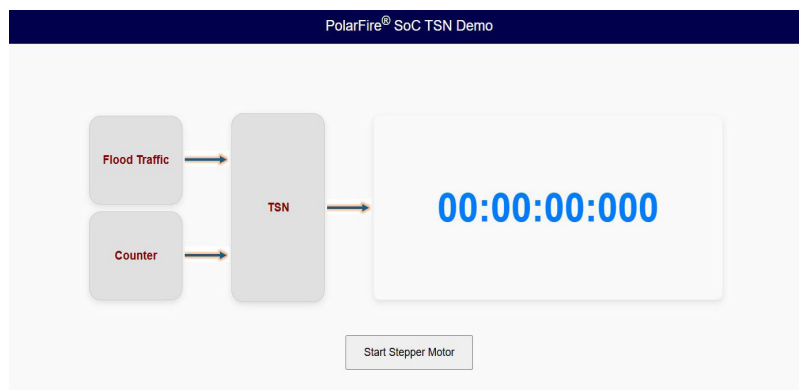 PolarFire® SoC TSN Demo
Flood Traffic
TSN
Counter
00:00:00:000
Start Stepper Motor